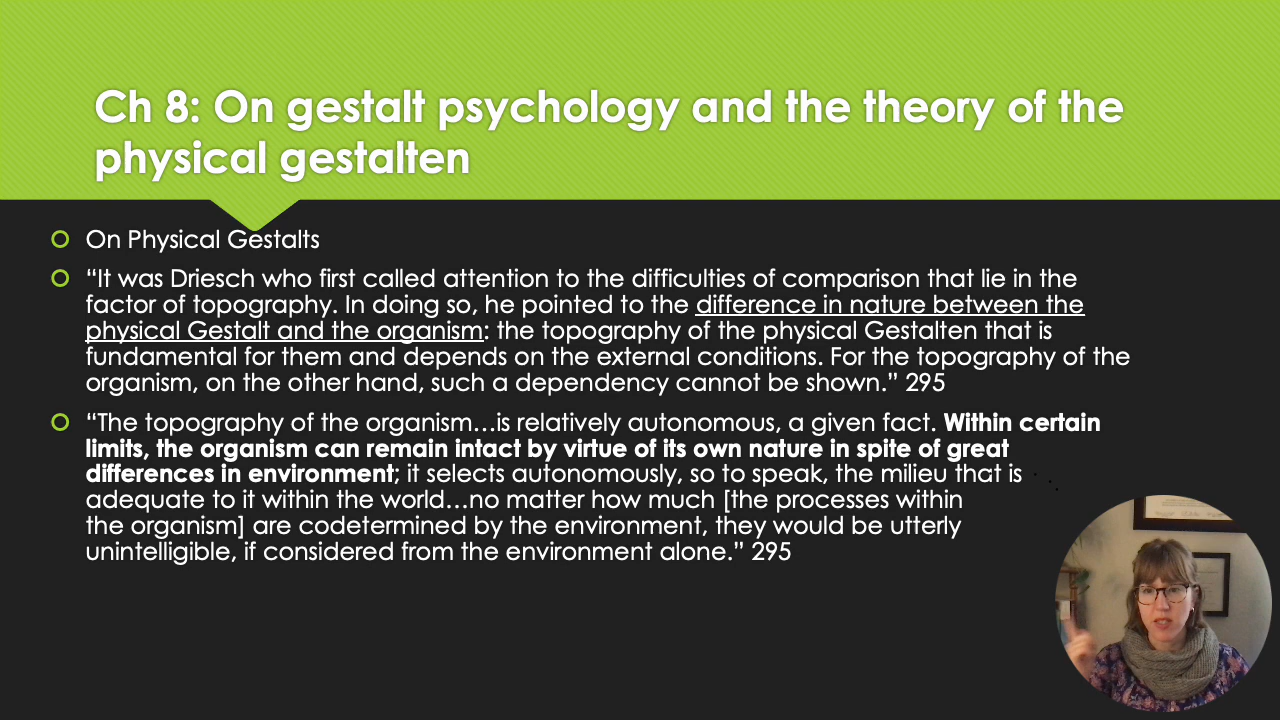 Ch 8: On gestalt psychology and the theory of the
physical gestalten
On Physical Gestalts
“It was Driesch who first called attention to the difficulties of comparison that lie in the
factor of topography. In doing so, he pointed to the difference in nature between the
physical Gestalt and the organism: the topography of the physical Gestalten that is
fundamental for them and depends on the external conditions. For the topography of the
organism, on the other hand, such a dependency cannot be shown.” 295
“The topography of the organism…is relatively autonomous, a given fact. Within certain
limits, the organism can remain intact by virtue of its own nature in spite of great
differences in environment; it selects autonomously, so to speak, the milieu that is
adequate to it within the world…no matter how much [the processes within
the organism] are codetermined by the environment, they would be utterly
unintelligible, if considered from the environment alone.” 295